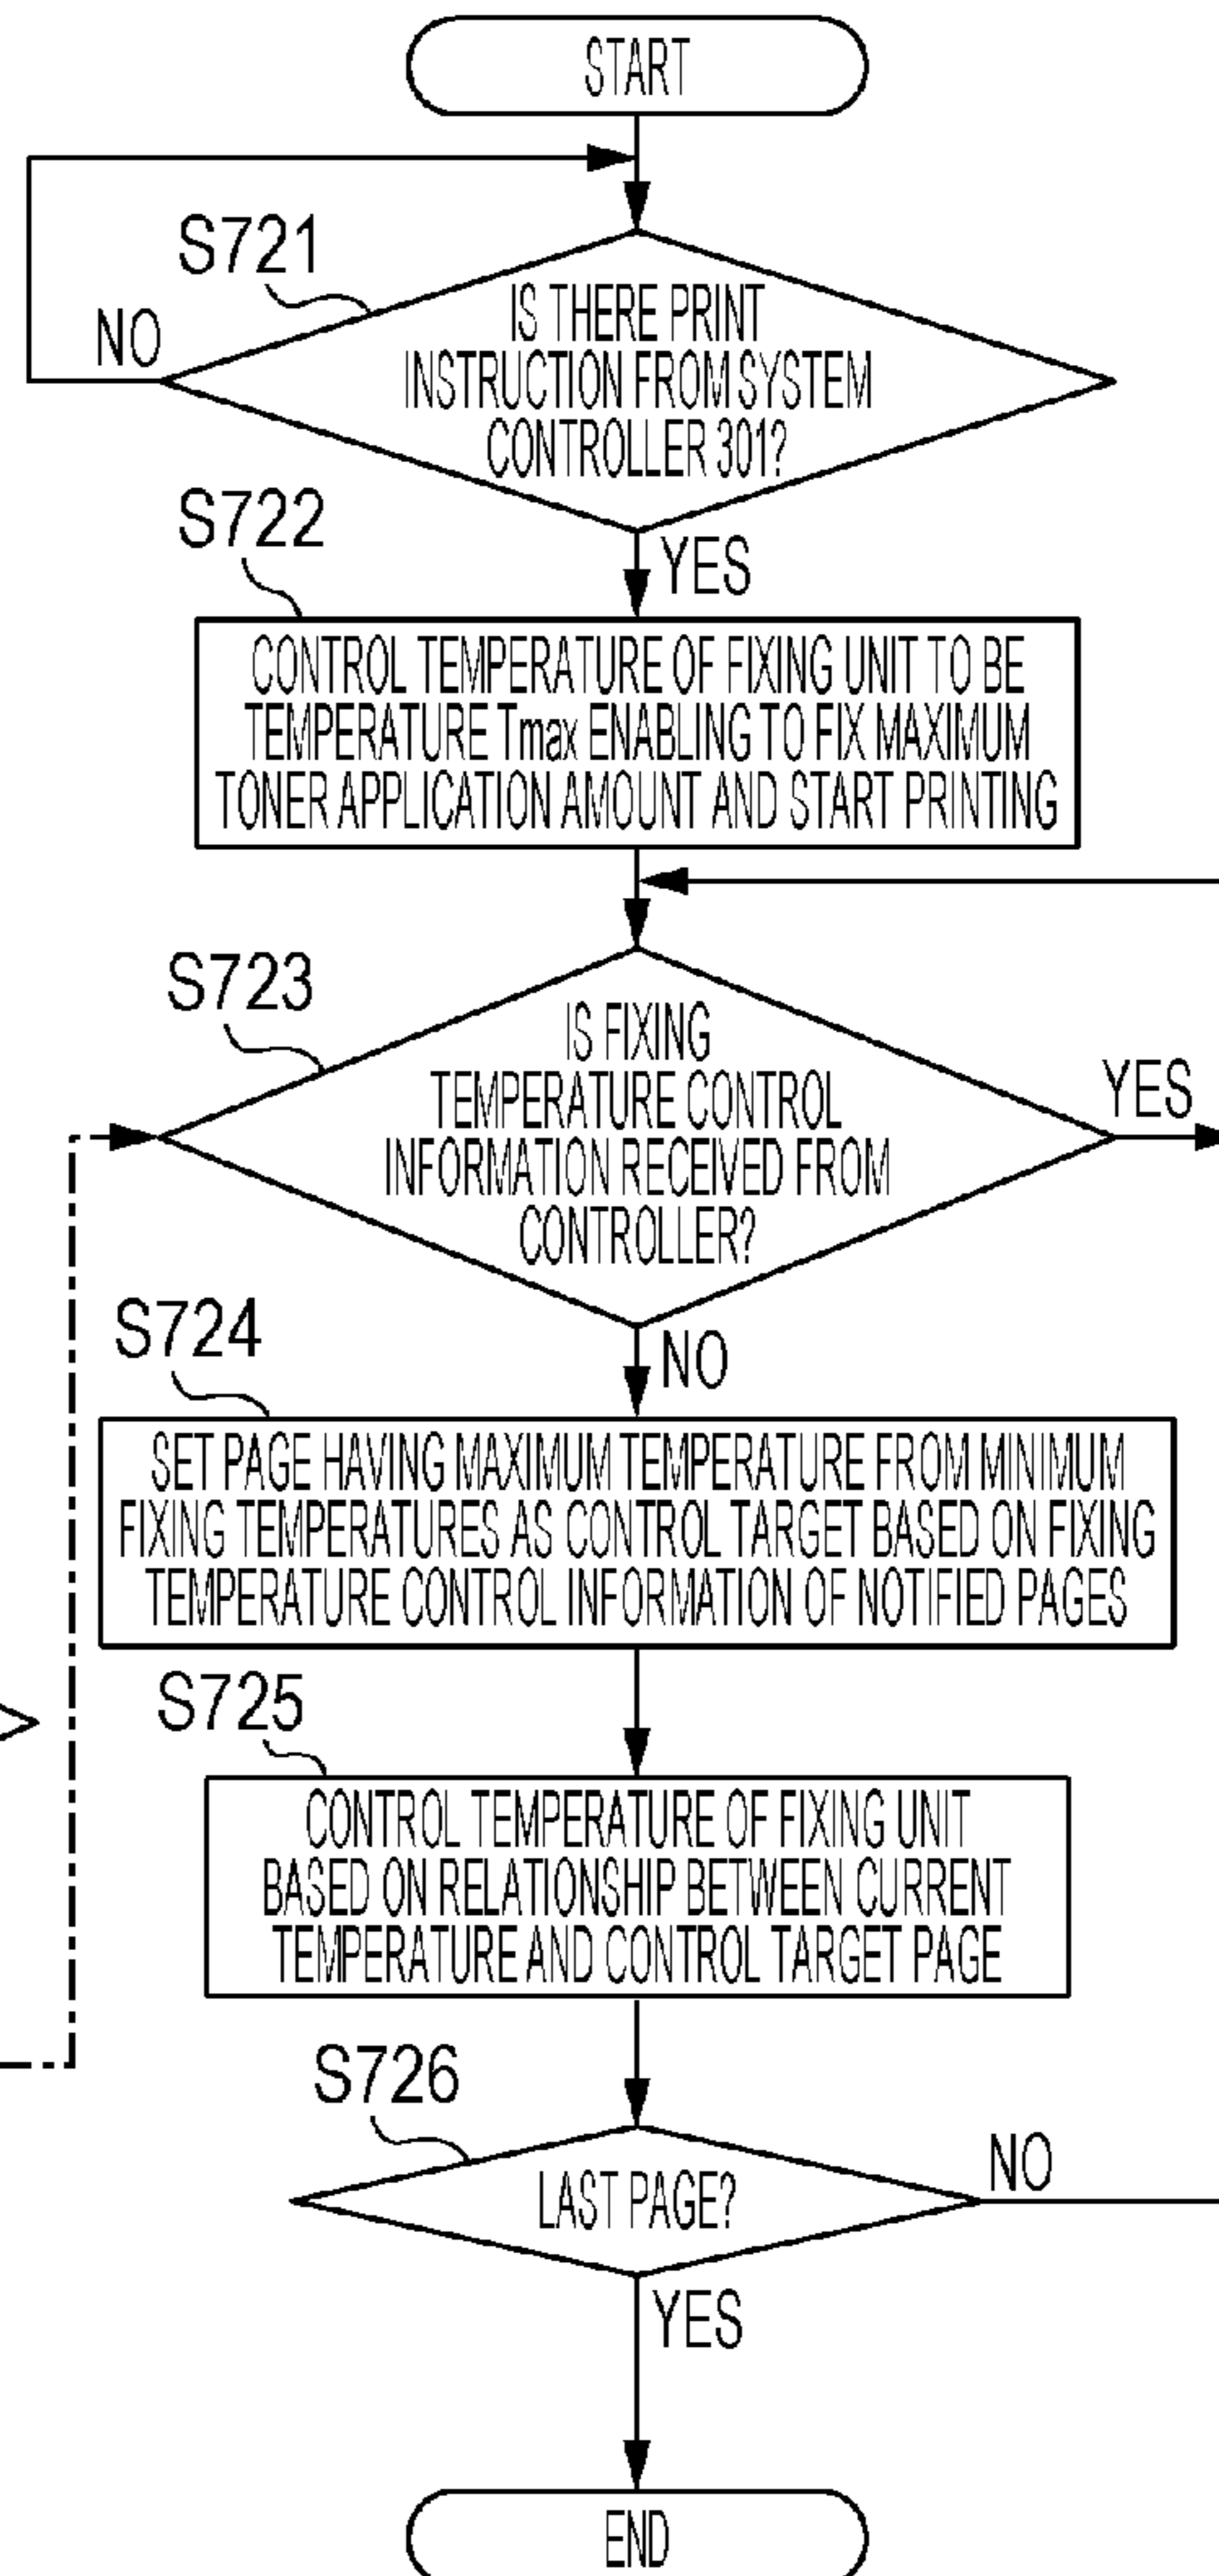 START
S721
NO
IS THERE PRINT
INSTRUCTION FROM SYSTEM
CONTROLLER 301?
S722
YES
CONTROL TEMPERATURE OF FIXING UNIT TO BE
TEMPERATURE Tmax ENABLING TO FIX MAXIMUM
TONER APPLICATION AMOUNT AND START PRINTING
S723
IS FIXING
TEMPERATURE CONTROL
INFORMATION RECEIVED FROM
CONTROLLER?
YES
S724
NO
SET PAGE HAVING MAXIMUM TEMPERATURE FROM MINIMUM
FIXING TEMPERATURES AS CONTROL TARGET BASED ON FIXING
TEMPERATURE CONTROL INFORMATION OF NOTIFIED PAGES
S725
CONTROL TEMPERATURE OF FIXING UNIT
BASED ON RELATIONSHIP BETWEEN CURRENT
TEMPERATURE AND CONTROL TARGET PAGE
S726
LAST PAGE?
NO
YES
END